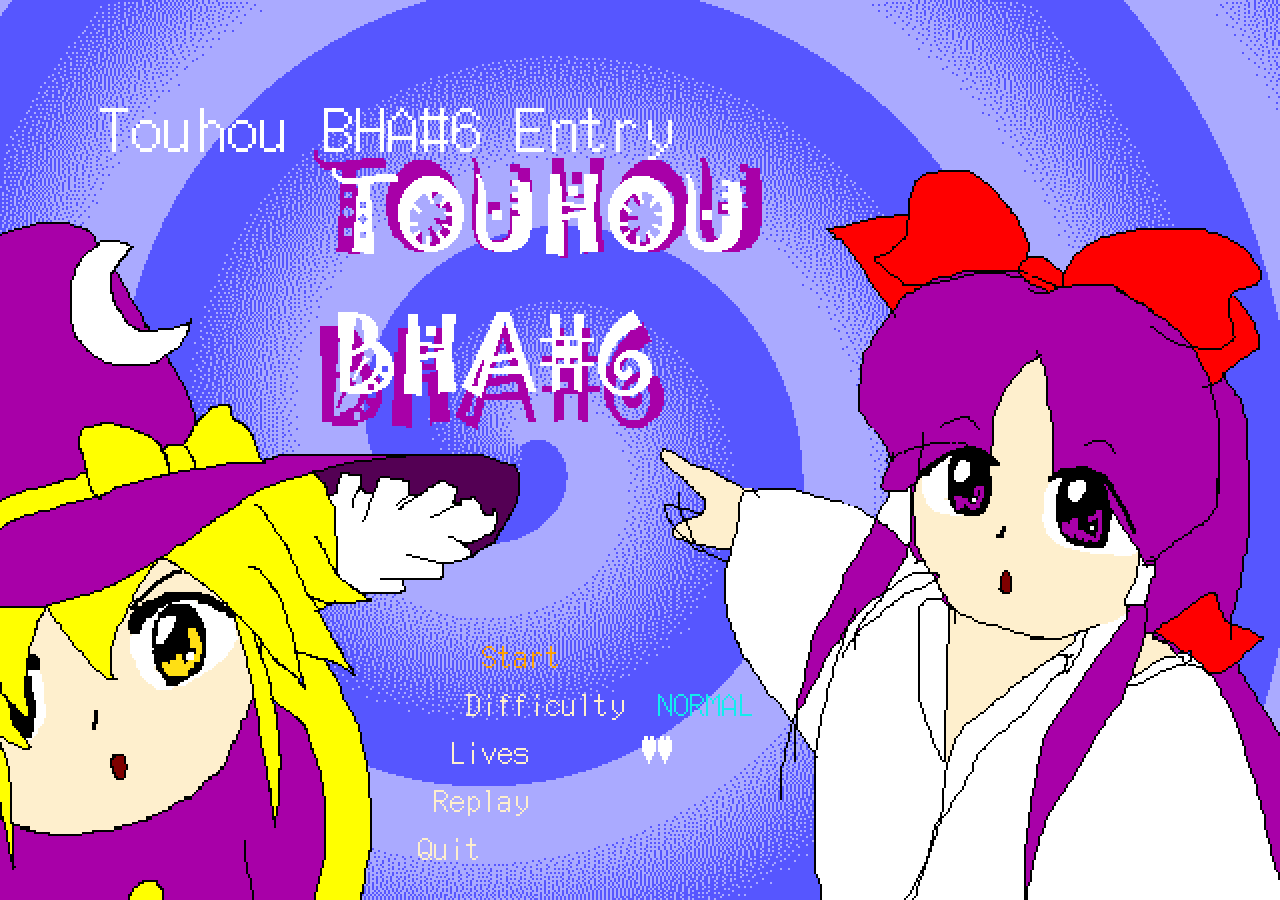 Touhou BHA#6 Entry
TOUHOU
BHA#6
Start
Difficulty NORMAL
Lives
Replay
Quit